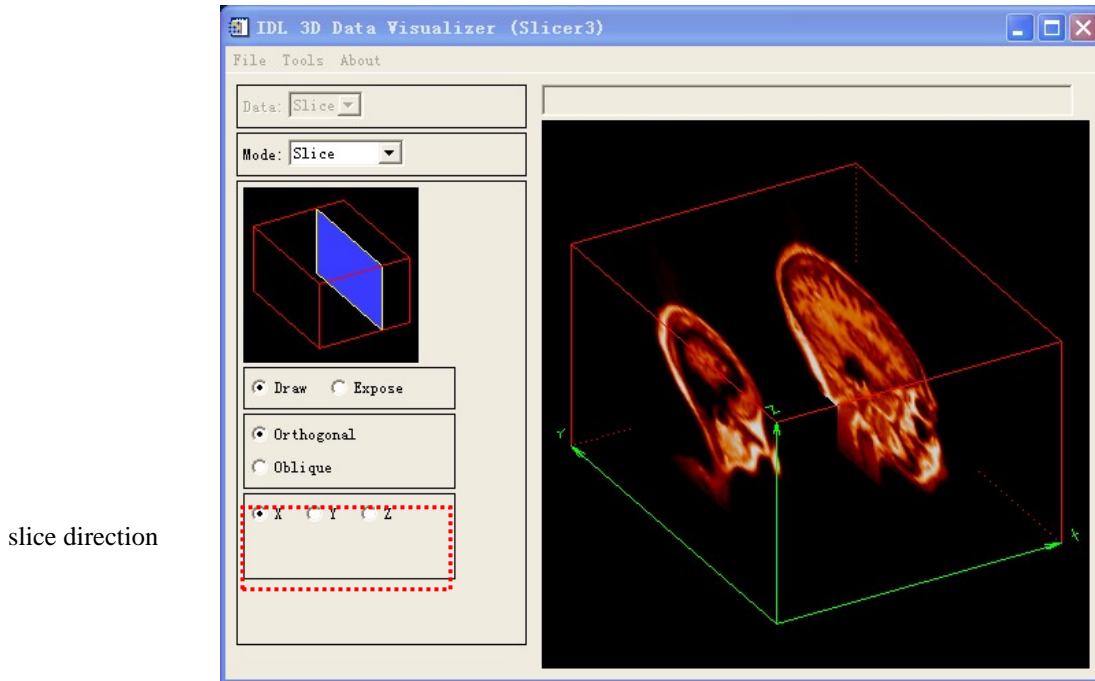 IDL 3D Data Visualizer (Slicer3)
File Tools About
Data: Slice
Mode: Slice
Draw Expose
Orthogonal
Oblique
X Y Z
slice direction
Z
Y
X